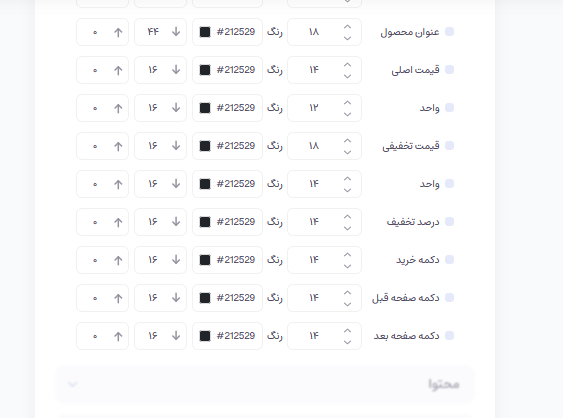 عنوان محصول ۱۸ رنگ #212529 ۴۴ ۰
قیمت اصلی ۱۴ رنگ #212529 ۱۶ ۰
واحد ۱۲ رنگ #212529 ۱۶ ۰
قیمت تخفیفی ۱۸ رنگ #212529 ۱۶ ۰
واحد ۱۴ رنگ #212529 ۱۶ ۰
درصد تخفیف ۱۴ رنگ #212529 ۱۶ ۰
دکمه خرید ۱۴ رنگ #212529 ۱۶ ۰
دکمه صفحه قبل ۱۴ رنگ #212529 ۱۶ ۰
دکمه صفحه بعد ۱۴ رنگ #212529 ۱۶ ۰
محتوا